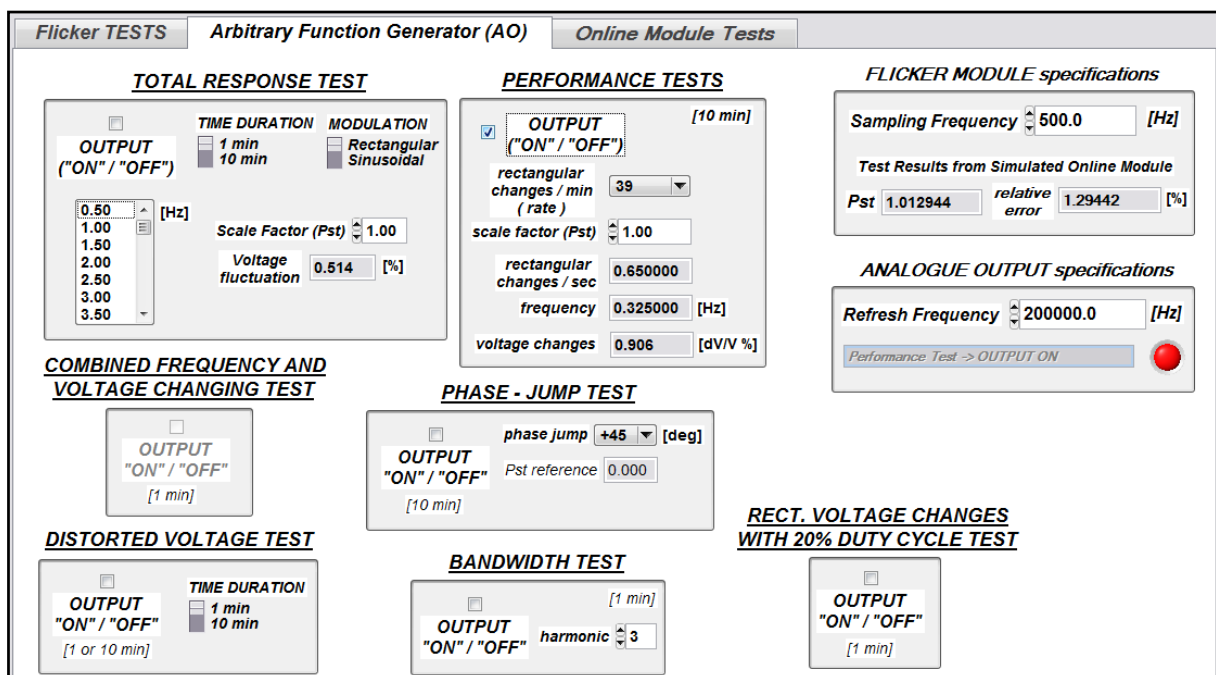 Flicker TESTS
Arbitrary Function Generator (AO)
Online Module Tests
TOTAL RESPONSE TEST
OUTPUT
("ON" / "OFF")
TIME DURATION
1 min
10 min
MODULATION
Rectangular
Sinusoidal
0.50
1.00
1.50
2.00
2.50
3.00
3.50
[Hz]
Scale Factor (Pst) 1.00
Voltage
fluctuation
0.514 [%]
PERFORMANCE TESTS
[10 min]
OUTPUT
("ON" / "OFF")
rectangular
changes / min
( rate )
39
scale factor (Pst) 1.00
rectangular
changes / sec
0.650000
frequency 0.325000 [Hz]
voltage changes 0.906 [dV/V %]
FLICKER MODULE specifications
Sampling Frequency 500.0 [Hz]
Test Results from Simulated Online Module
Pst 1.012944
relative
error
1.29442 [%]
ANALOGUE OUTPUT specifications
Refresh Frequency 200000.0 [Hz]
Performance Test -> OUTPUT ON
COMBINED FREQUENCY AND
VOLTAGE CHANGING TEST
OUTPUT
"ON" / "OFF"
[1 min]
PHASE - JUMP TEST
OUTPUT
"ON" / "OFF"
[10 min]
phase jump +45 [deg]
Pst reference 0.000
DISTORTED VOLTAGE TEST
OUTPUT
"ON" / "OFF"
[1 or 10 min]
TIME DURATION
1 min
10 min
BANDWIDTH TEST
[1 min]
OUTPUT
"ON" / "OFF"
harmonic 3
RECT. VOLTAGE CHANGES
WITH 20% DUTY CYCLE TEST
OUTPUT
"ON" / "OFF"
[1 min]